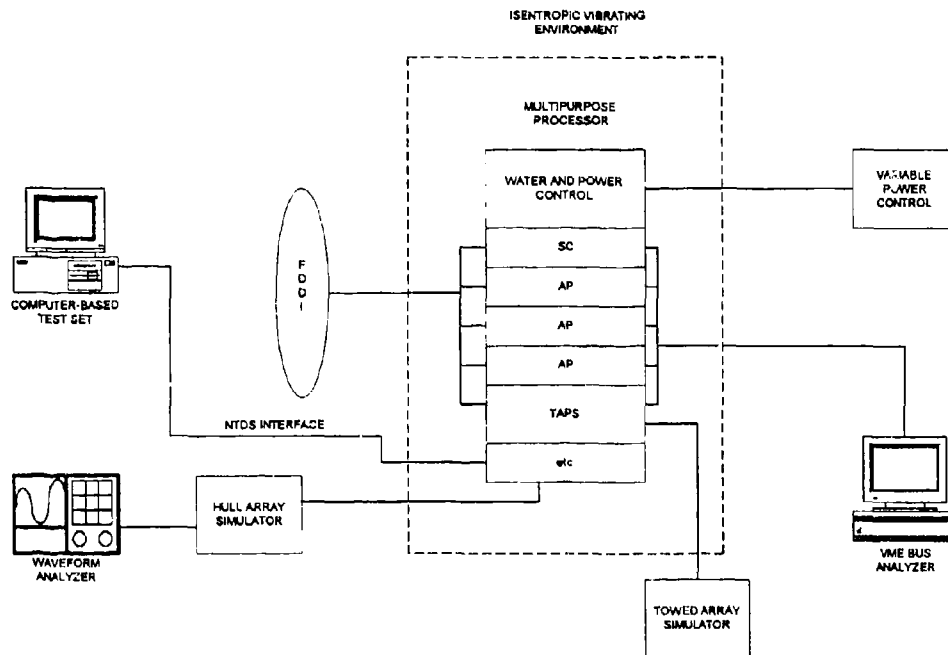 ISENTROPIC VIBRATING
ENVIRONMENT
MULTIPURPOSE
PROCESSOR
WATER AND POWER
CONTROL
VARIABLE
POWER
CONTROL
SC
AP
AP
AP
TAPS
etc
F
D
D
I
COMPUTER-BASED
TEST SET
NTDS INTERFACE
HULL ARRAY
SIMULATOR
WAVEFORM
ANALYZER
VME BUS
ANALYZER
TOWED ARRAY
SIMULATOR